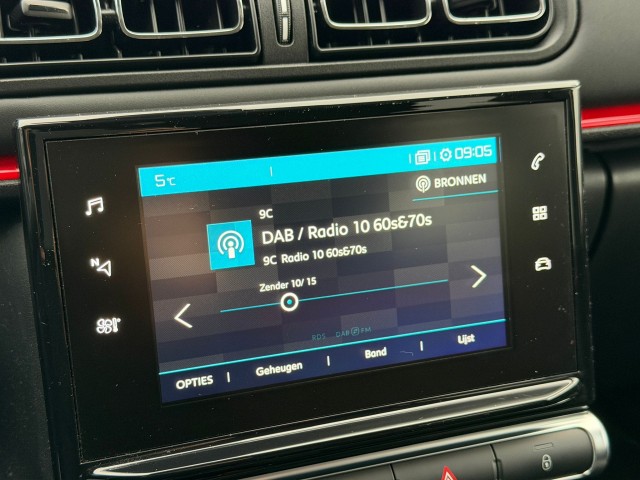 5°C
09:05
BRONNEN
9C
DAB / Radio 10 60s&70s
9C Radio 10 60s&70s
Zender 10/ 15
N
RDS DAB FM
OPTIES | Geheugen | Band | Lijst